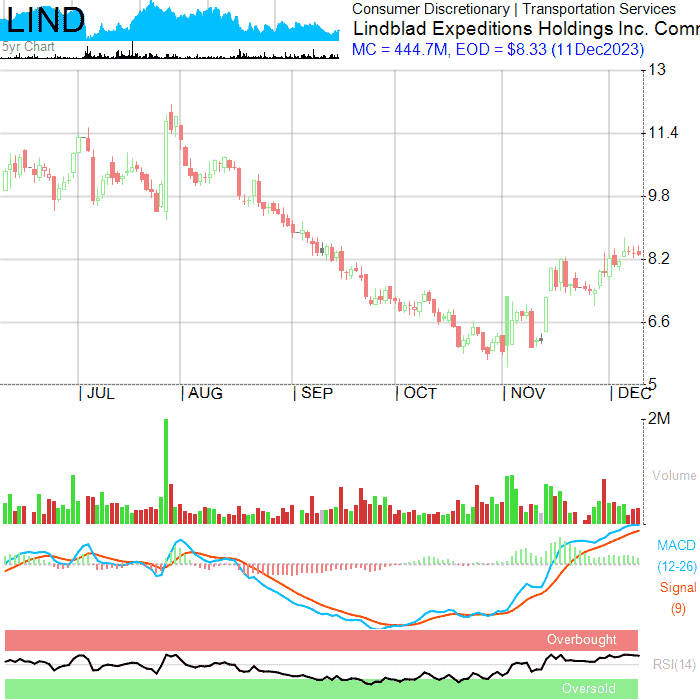 LIND
Consumer Discretionary | Transportation Services
Lindblad Expeditions Holdings Inc. Comm
5yr Chart
MC = 444.7M, EOD = $8.33 (11Dec2023)
13
11.4
9.8
8.2
6.6
5
JUL AUG SEP OCT NOV DEC
2M
Volume
MACD
(12-26)
Signal
(9)
Overbought
RSI(14)
Oversold